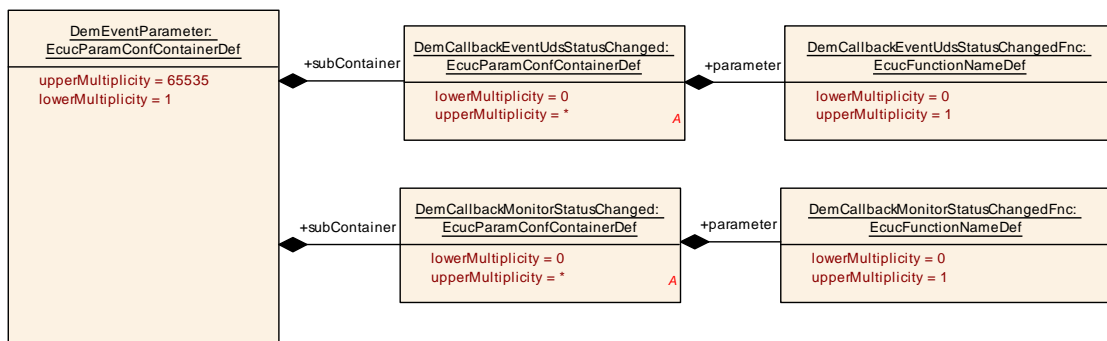 DemEventParameter:
EcucParamConfContainerDef
upperMultiplicity = 65535
lowerMultiplicity = 1
+subContainer
DemCallbackEventUdsStatusChanged:
EcucParamConfContainerDef
lowerMultiplicity = 0
upperMultiplicity = *
A
+parameter
DemCallbackEventUdsStatusChangedFnc:
EcucFunctionNameDef
lowerMultiplicity = 0
upperMultiplicity = 1
+subContainer
DemCallbackMonitorStatusChanged:
EcucParamConfContainerDef
lowerMultiplicity = 0
upperMultiplicity = *
A
+parameter
DemCallbackMonitorStatusChangedFnc:
EcucFunctionNameDef
lowerMultiplicity = 0
upperMultiplicity = 1